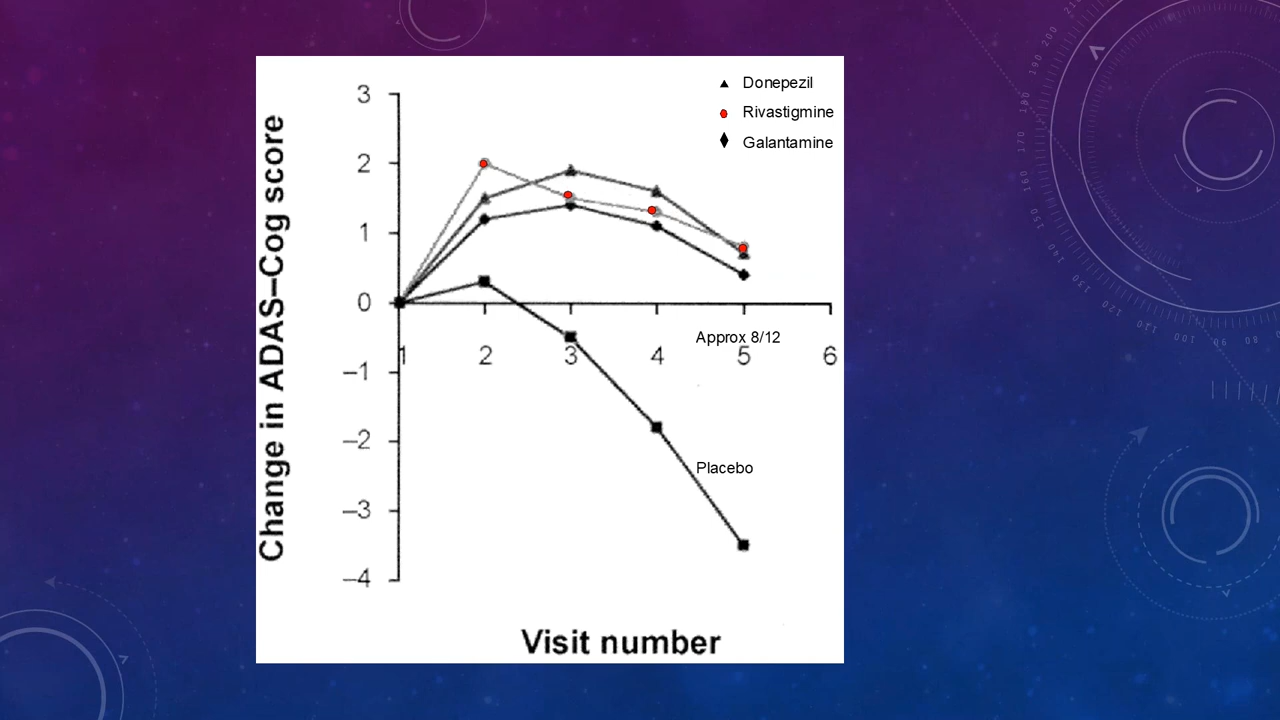 Donepezil
Rivastigmine
Galantamine
Change in ADAS–Cog score
3
2
1
0
–1
–2
–3
–4
Approx 8/12
1 2 3 4 5 6
Placebo
Visit number